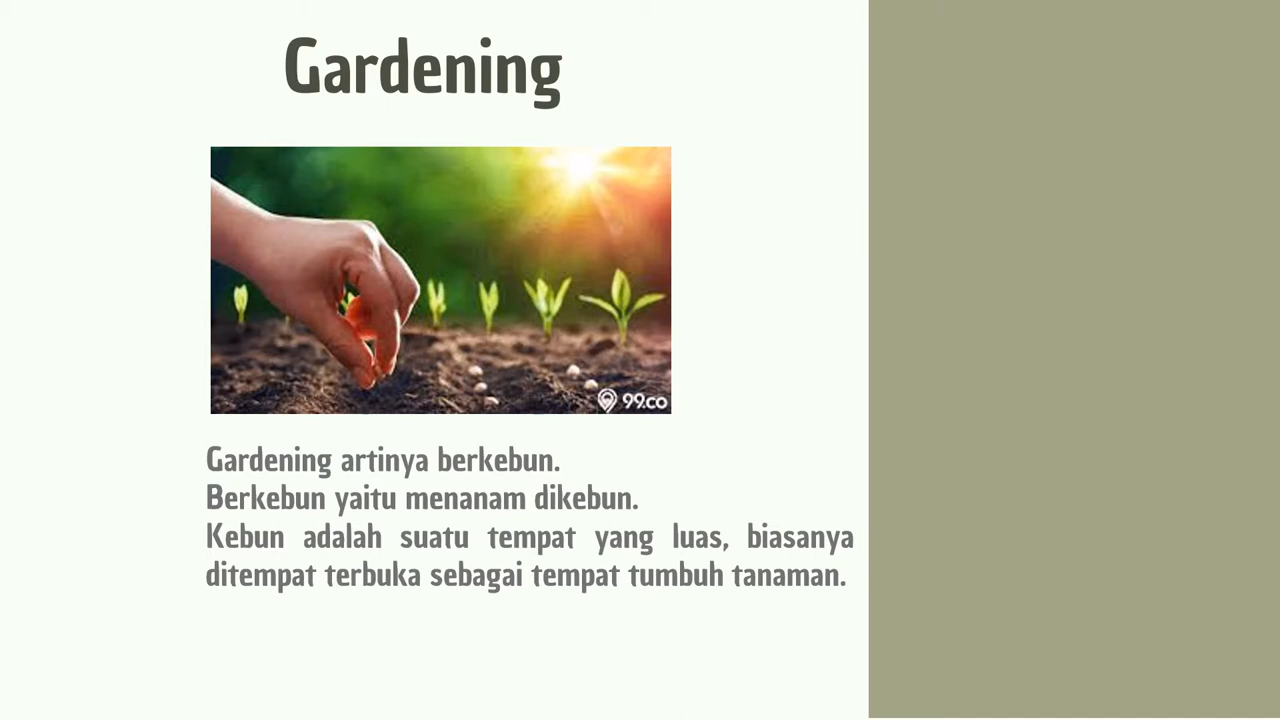 Gardening
99.co
Gardening artinya berkebun.
Berkebun yaitu menanam dikebun.
Kebun adalah suatu tempat yang luas, biasanya
ditempat terbuka sebagai tempat tumbuh tanaman.